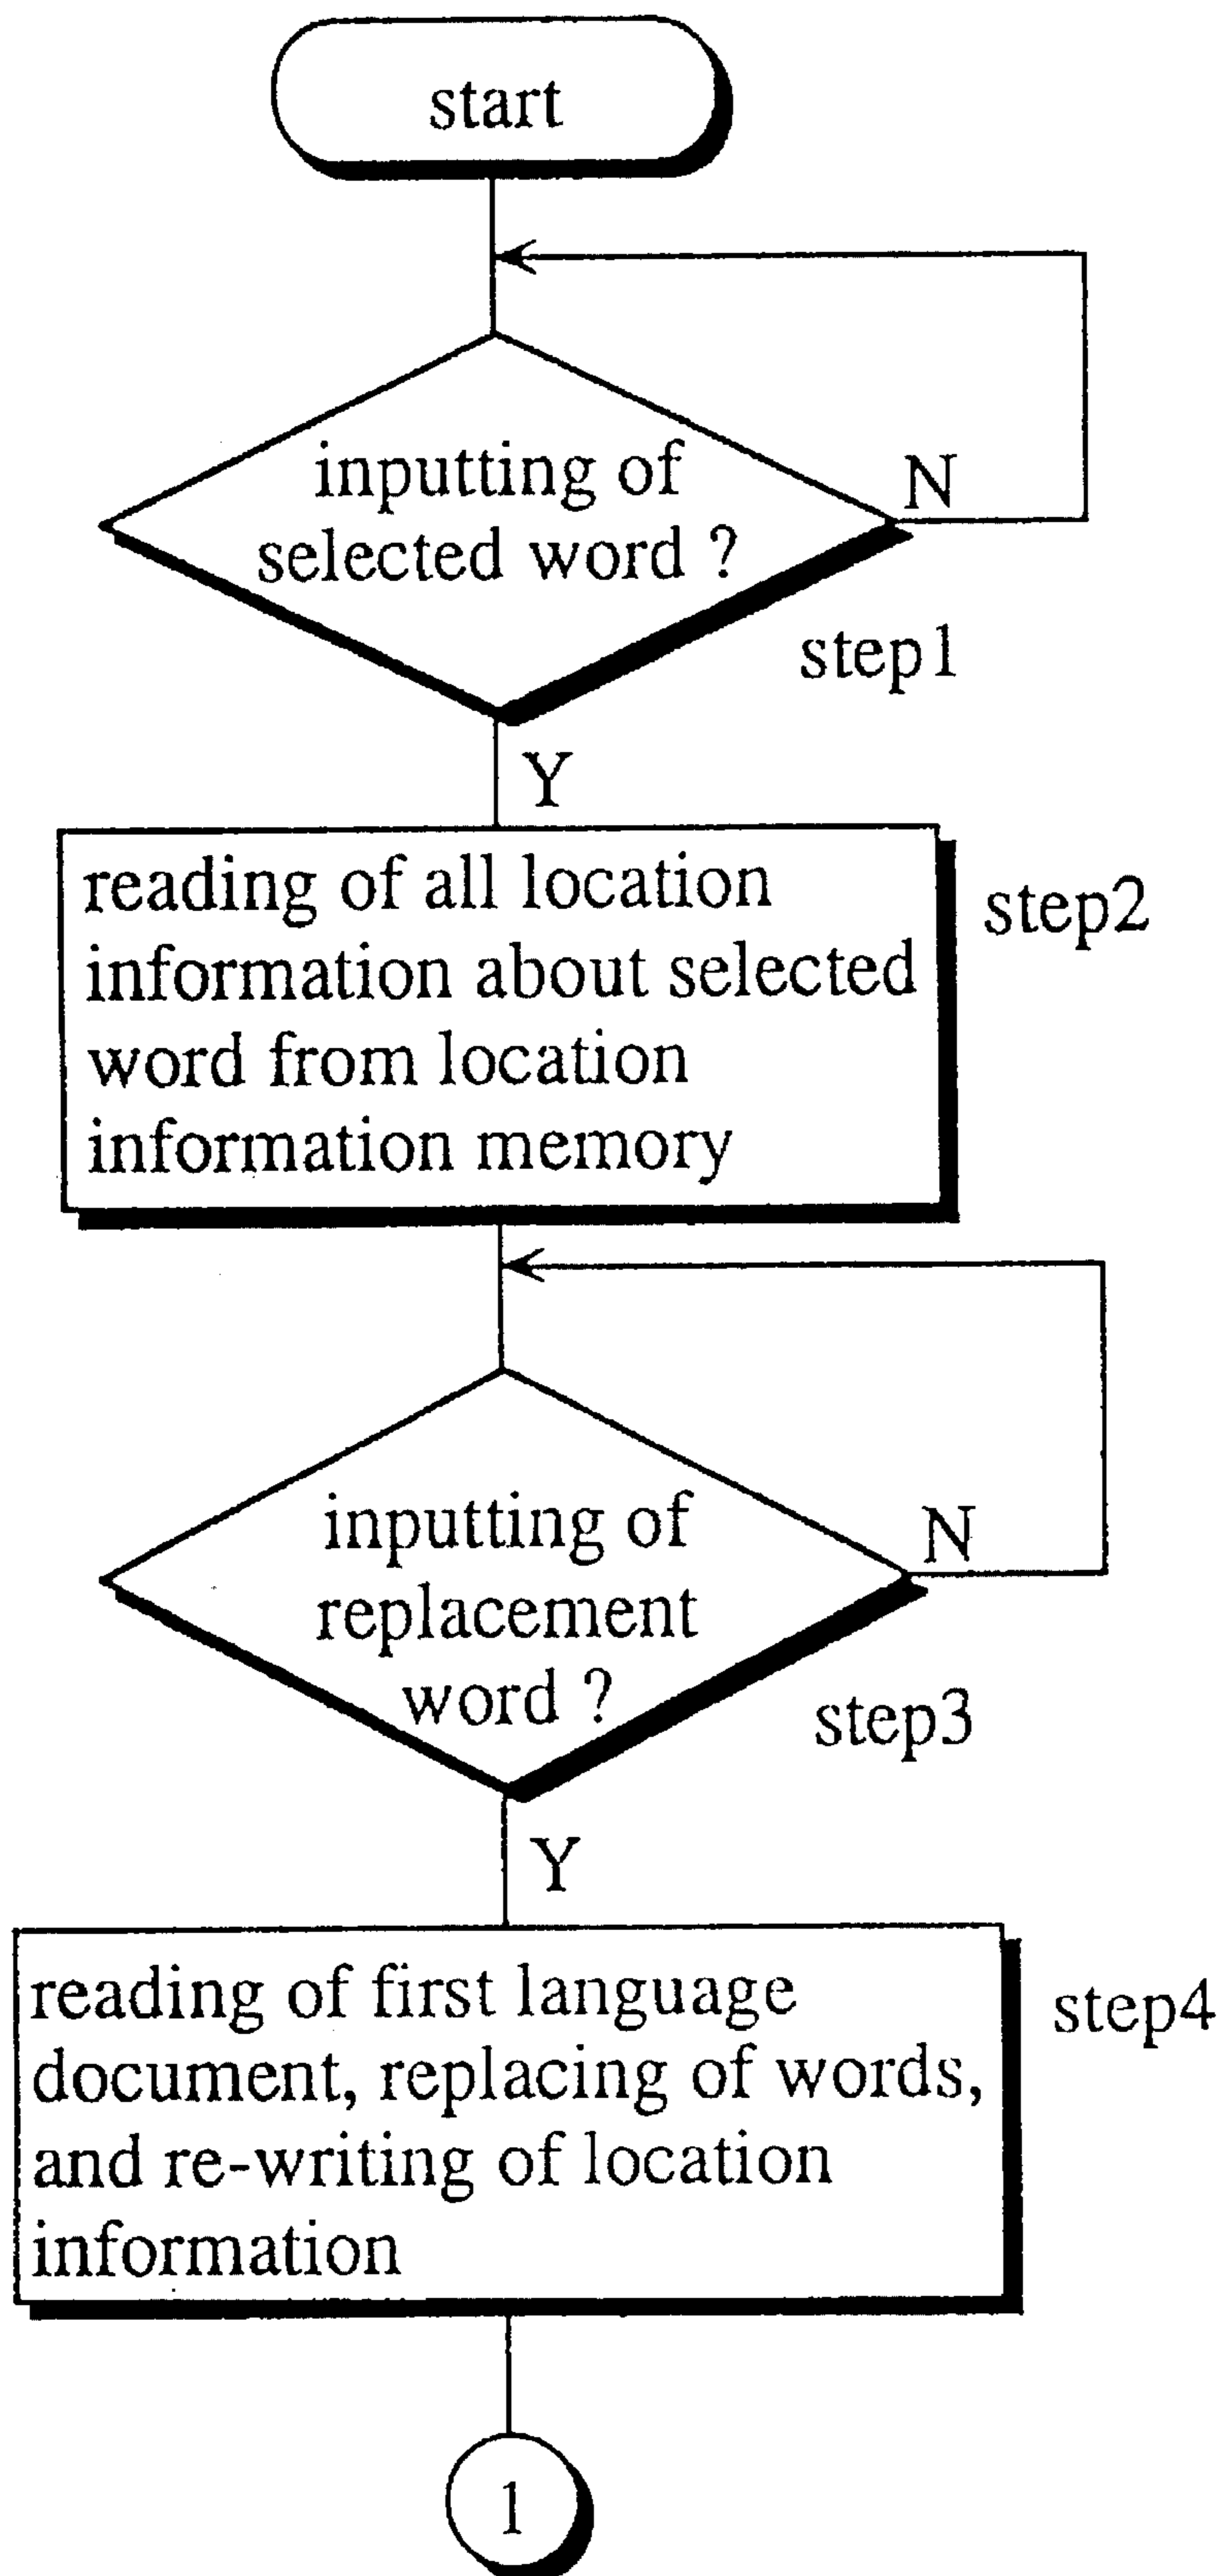 start
inputting of
selected word ?
N
step1
Y
reading of all location
information about selected
word from location
information memory
step2
inputting of
replacement
word ?
N
step3
Y
reading of first language
document, replacing of words,
and re-writing of location
information
step4
1